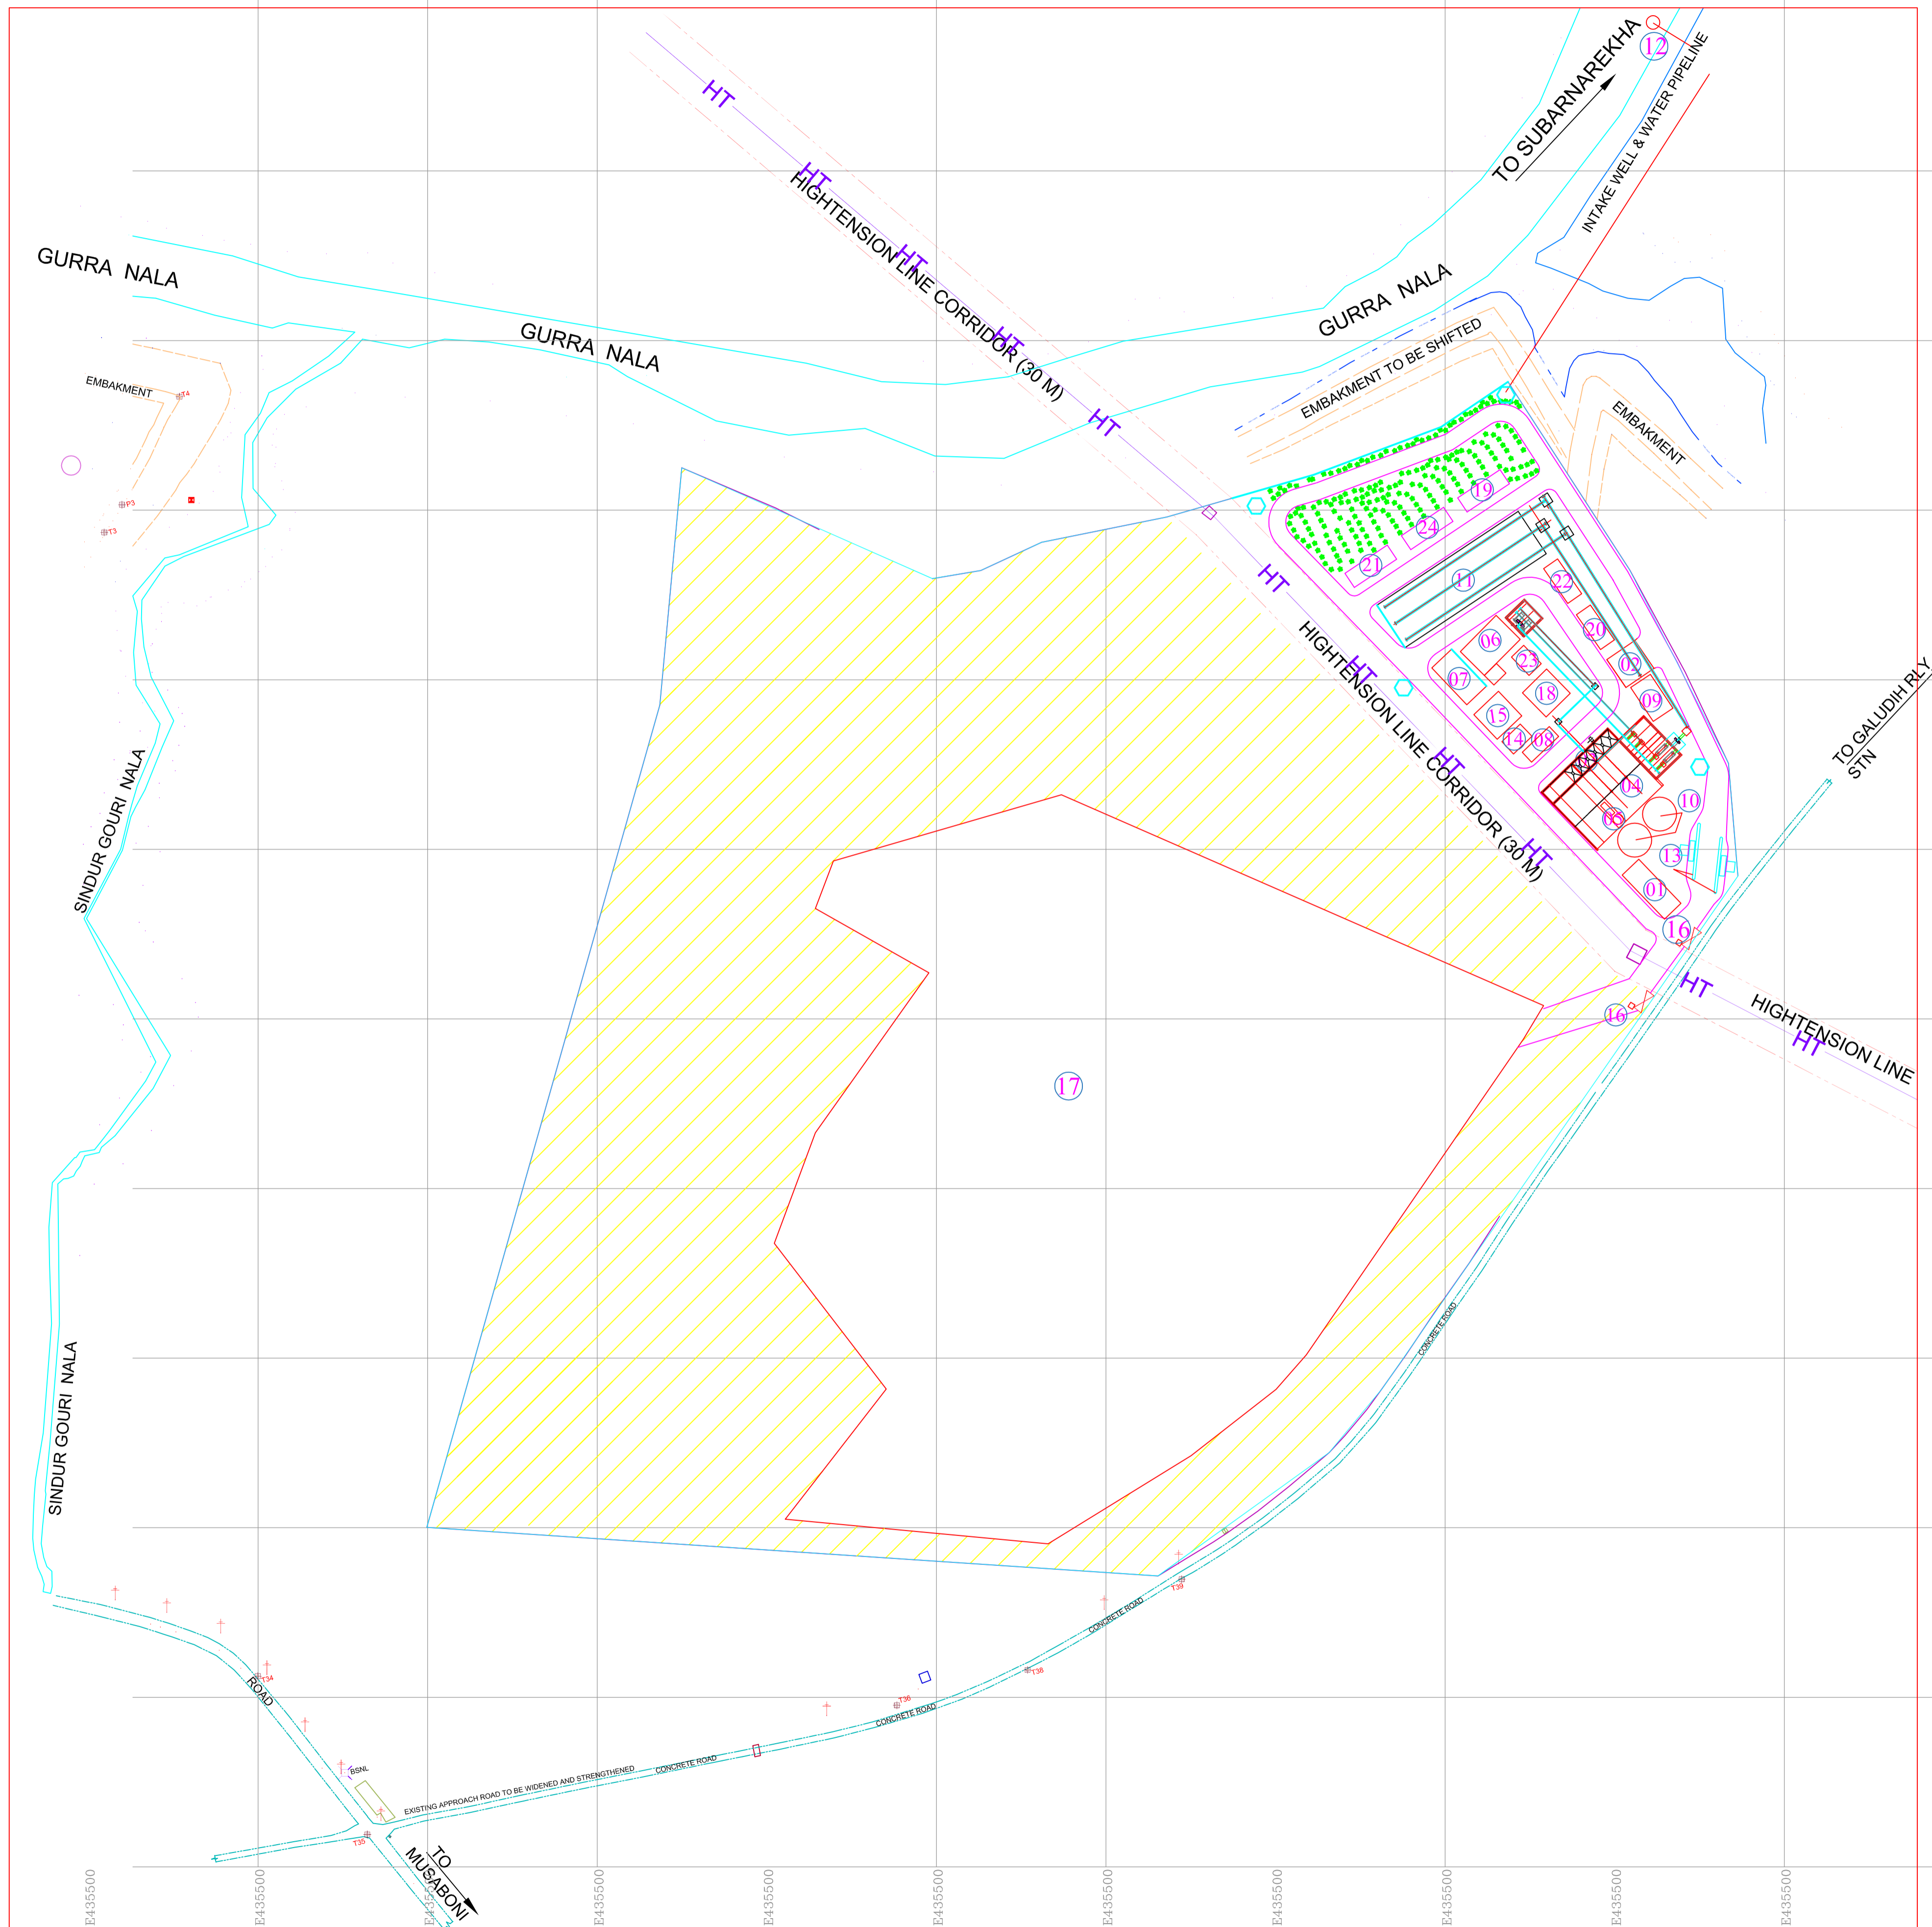 12
TO SUBARNAREKHA
INTAKE WELL & WATER PIPELINE
HT
HT
HIGHTENSION LINE CORRIDOR (30 M)
HT
HT
HT
GURRA  NALA
GURRA  NALA
GURRA  NALA
EMBAKMENT TO BE SHIFTED
EMBAKMENT
EMBAKMENT
T4
P3
T3
19
24
21
11
22
20
06
23
02
07
18
09
15
14
08
03
04
10
05
13
01
16
16
HT
HT
HIGHTENSION LINE CORRIDOR (30 M)
HT
HT
TO GALUDIH RLY
STN
HT
HIGHTENSION LINE
HT
SINDUR GOURI  NALA
17
SINDUR GOURI  NALA
CONCRETE ROAD
T39
CONCRETE ROAD
T38
T36
CONCRETE ROAD
T34
ROAD
BSNL
CONCRETE ROAD
EXISTING APPROACH ROAD TO BE WIDENED AND STRENGTHENED
T35
TO
MUSABONI
E435500
E435500
E435500
E435500
E435500
E435500
E435500
E435500
E435500
E435500
E435500